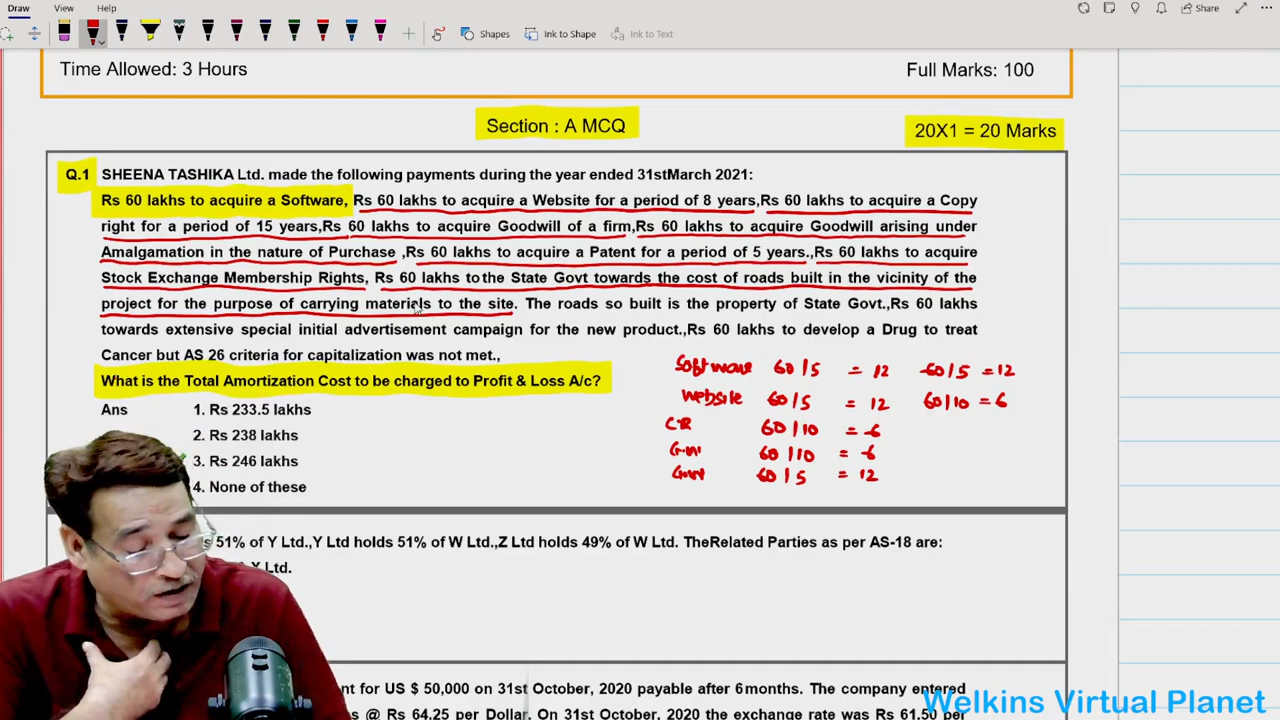 Draw View Help
Shapes Ink to Shape Ink to Text Share
Time Allowed: 3 Hours Full Marks: 100
Section : A MCQ
20X1 = 20 Marks
Q.1 SHEENA TASHIKA Ltd. made the following payments during the year ended 31stMarch 2021:
Rs 60 lakhs to acquire a Software, Rs 60 lakhs to acquire a Website for a period of 8 years,Rs 60 lakhs to acquire a Copy
right for a period of 15 years,Rs 60 lakhs to acquire Goodwill of a firm,Rs 60 lakhs to acquire Goodwill arising under
Amalgamation in the nature of Purchase ,Rs 60 lakhs to acquire a Patent for a period of 5 years.,Rs 60 lakhs to acquire
Stock Exchange Membership Rights, Rs 60 lakhs to the State Govt towards the cost of roads built in the vicinity of the
project for the purpose of carrying materials to the site. The roads so built is the property of State Govt.,Rs 60 lakhs
towards extensive special initial advertisement campaign for the new product.,Rs 60 lakhs to develop a Drug to treat
Cancer but AS 26 criteria for capitalization was not met.,
What is the Total Amortization Cost to be charged to Profit & Loss A/c?
Software 60/5 = 12 60/5 = 12
Website 60/5 = 12 60/10 = 6
CR 60/10 = 6
60/10 = 6
60/5 = 12
Ans 1. Rs 233.5 lakhs
2. Rs 238 lakhs
3. Rs 246 lakhs
4. None of these
51% of Y Ltd.,Y Ltd holds 51% of W Ltd.,Z Ltd holds 49% of W Ltd. TheRelated Parties as per AS-18 are:
X Ltd.
for US $ 50,000 on 31st October, 2020 payable after 6 months. The company entered
@ Rs 64.25 per Dollar. On 31st October, 2020 the exchange rate was Rs 61.50 per
Welkins Virtual Planet